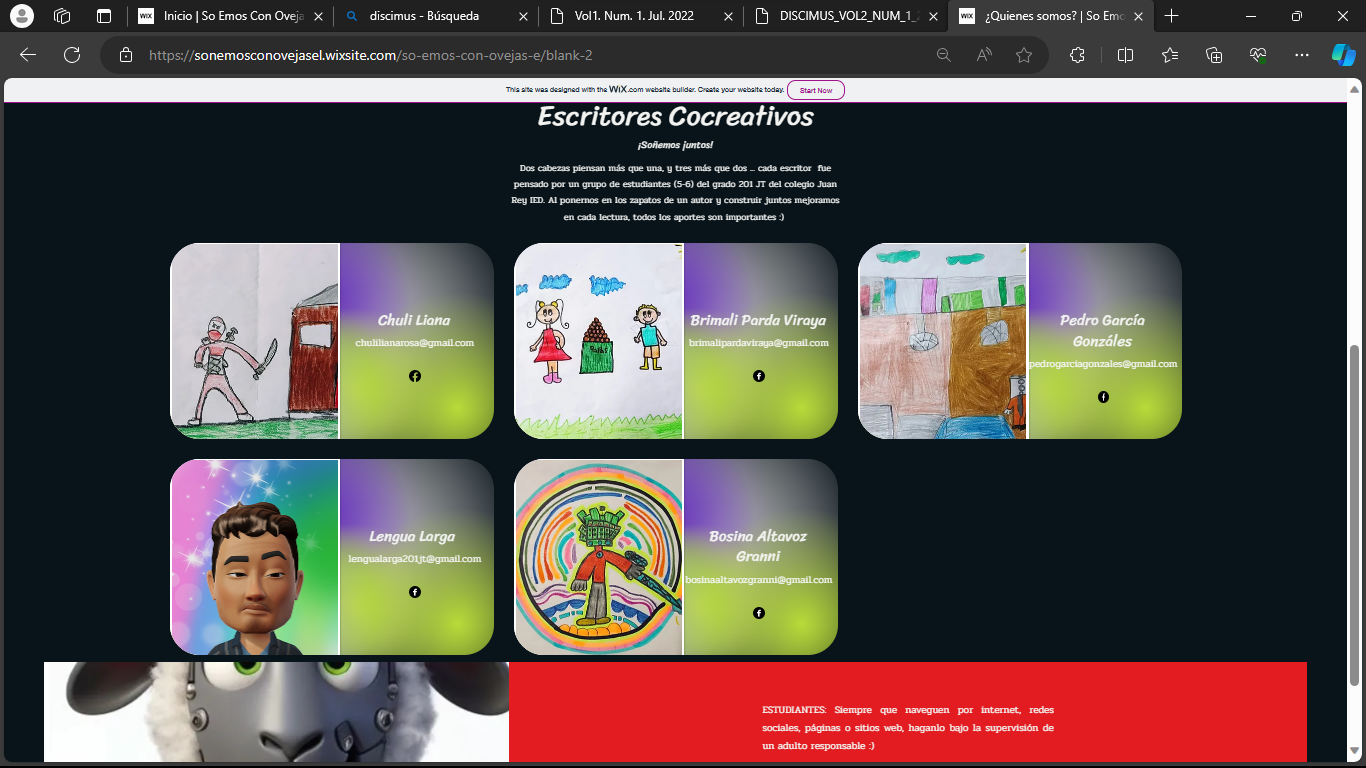 Inicio | So Emos Con Oveja
discimus - Búsqueda
Vol1. Num. 1. Jul. 2022
DISCIMUS_VOL2_NUM_1_2
¿Quienes somos? | So Emo
https://sonemosconovejasel.wixsite.com/so-emos-con-ovejas-e/blank-2
This site was designed with the WiX.com website builder. Create your website today. Start Now
Escritores Cocreativos
¡Soñemos juntos!
Dos cabezas piensan más que una, y tres más que dos ... cada escritor fue
pensado por un grupo de estudiantes (5-6) del grado 201 JT del colegio Juan
Rey IED. Al ponernos en los zapatos de un autor y construir juntos mejoramos
en cada lectura, todos los aportes son importantes :)
Chuli Liana
chulilianarosa@gmail.com
Brimali Parda Viraya
brimalipardaviraya@gmail.com
Pedro García
Gonzáles
pedrogarciagonzales@gmail.com
Lengua Larga
lengualarga201jt@gmail.com
Bosina Altavoz
Granni
bosinaaltavozgranni@gmail.com
ESTUDIANTES: Siempre que naveguen por internet, redes
sociales, páginas o sitios web, haganlo bajo la supervisión de
un adulto responsable :)